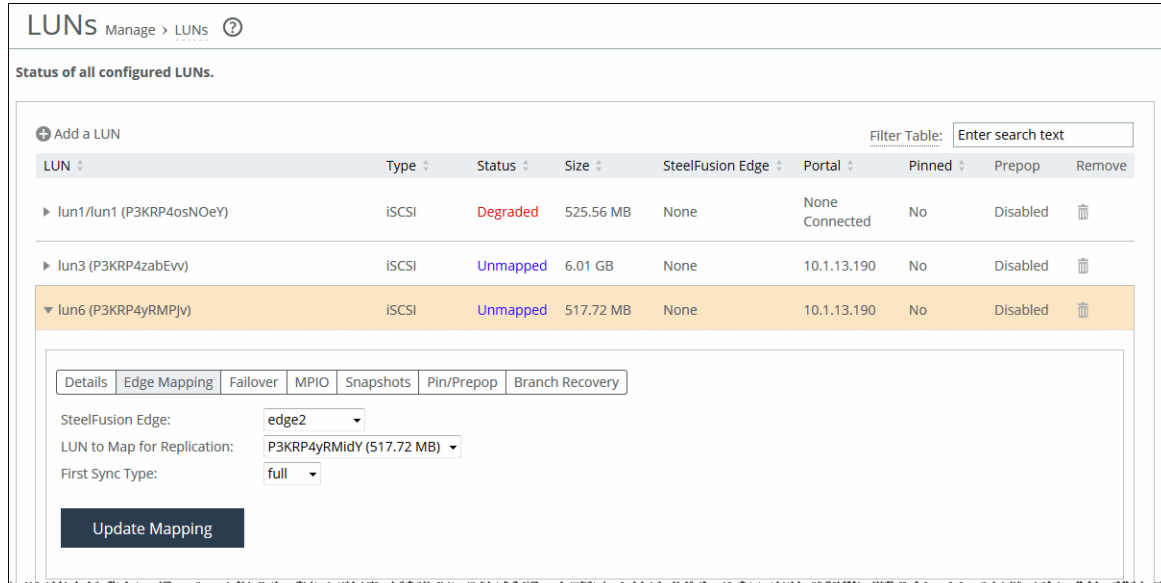 LUNs Manage › LUNs ?
Status of all configured LUNs.
Add a LUN
Filter Table: Enter search text
LUN Type Status Size SteelFusion Edge Portal Pinned Prepop Remove
lun1/lun1 (P3KRP4osNOeY) iSCSI Degraded 525.56 MB None None Connected No Disabled
lun3 (P3KRP4zabEvv) iSCSI Unmapped 6.01 GB None 10.1.13.190 No Disabled
lun6 (P3KRP4yRMPJv) iSCSI Unmapped 517.72 MB None 10.1.13.190 No Disabled
Details Edge Mapping Failover MPIO Snapshots Pin/Prepop Branch Recovery
SteelFusion Edge: edge2
LUN to Map for Replication: P3KRP4yRMidY (517.72 MB)
First Sync Type: full
Update Mapping